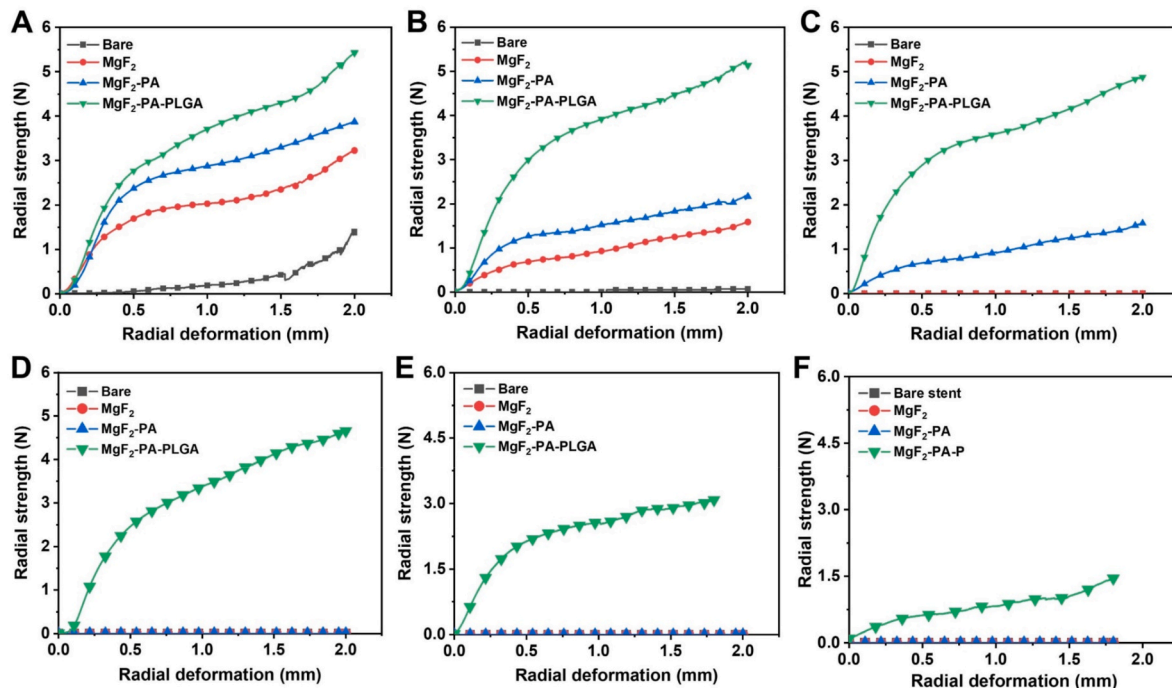 A
Bare
MgF₂
MgF₂-PA
MgF₂-PA-PLGA
Radial strength (N)
6
5
4
3
2
1
0
0.0 0.5 1.0 1.5 2.0
Radial deformation (mm)
B
Bare
MgF₂
MgF₂-PA
MgF₂-PA-PLGA
Radial strength (N)
6
5
4
3
2
1
0
0.0 0.5 1.0 1.5 2.0
Radial deformation (mm)
C
Bare
MgF₂
MgF₂-PA
MgF₂-PA-PLGA
Radial strength (N)
6
5
4
3
2
1
0
0.0 0.5 1.0 1.5 2.0
Radial deformation (mm)
D
Bare
MgF₂
MgF₂-PA
MgF₂-PA-PLGA
Radial strength (N)
6
5
4
3
2
1
0
0.0 0.5 1.0 1.5 2.0
Radial deformation (mm)
E
Bare
MgF₂
MgF₂-PA
MgF₂-PA-PLGA
Radial strength (N)
6.0
4.5
3.0
1.5
0.0
0.0 0.5 1.0 1.5 2.0
Radial deformation (mm)
F
Bare stent
MgF₂
MgF₂-PA
MgF₂-PA-P
Radial strength (N)
6.0
4.5
3.0
1.5
0.0
0.0 0.5 1.0 1.5 2.0
Radial deformation (mm)